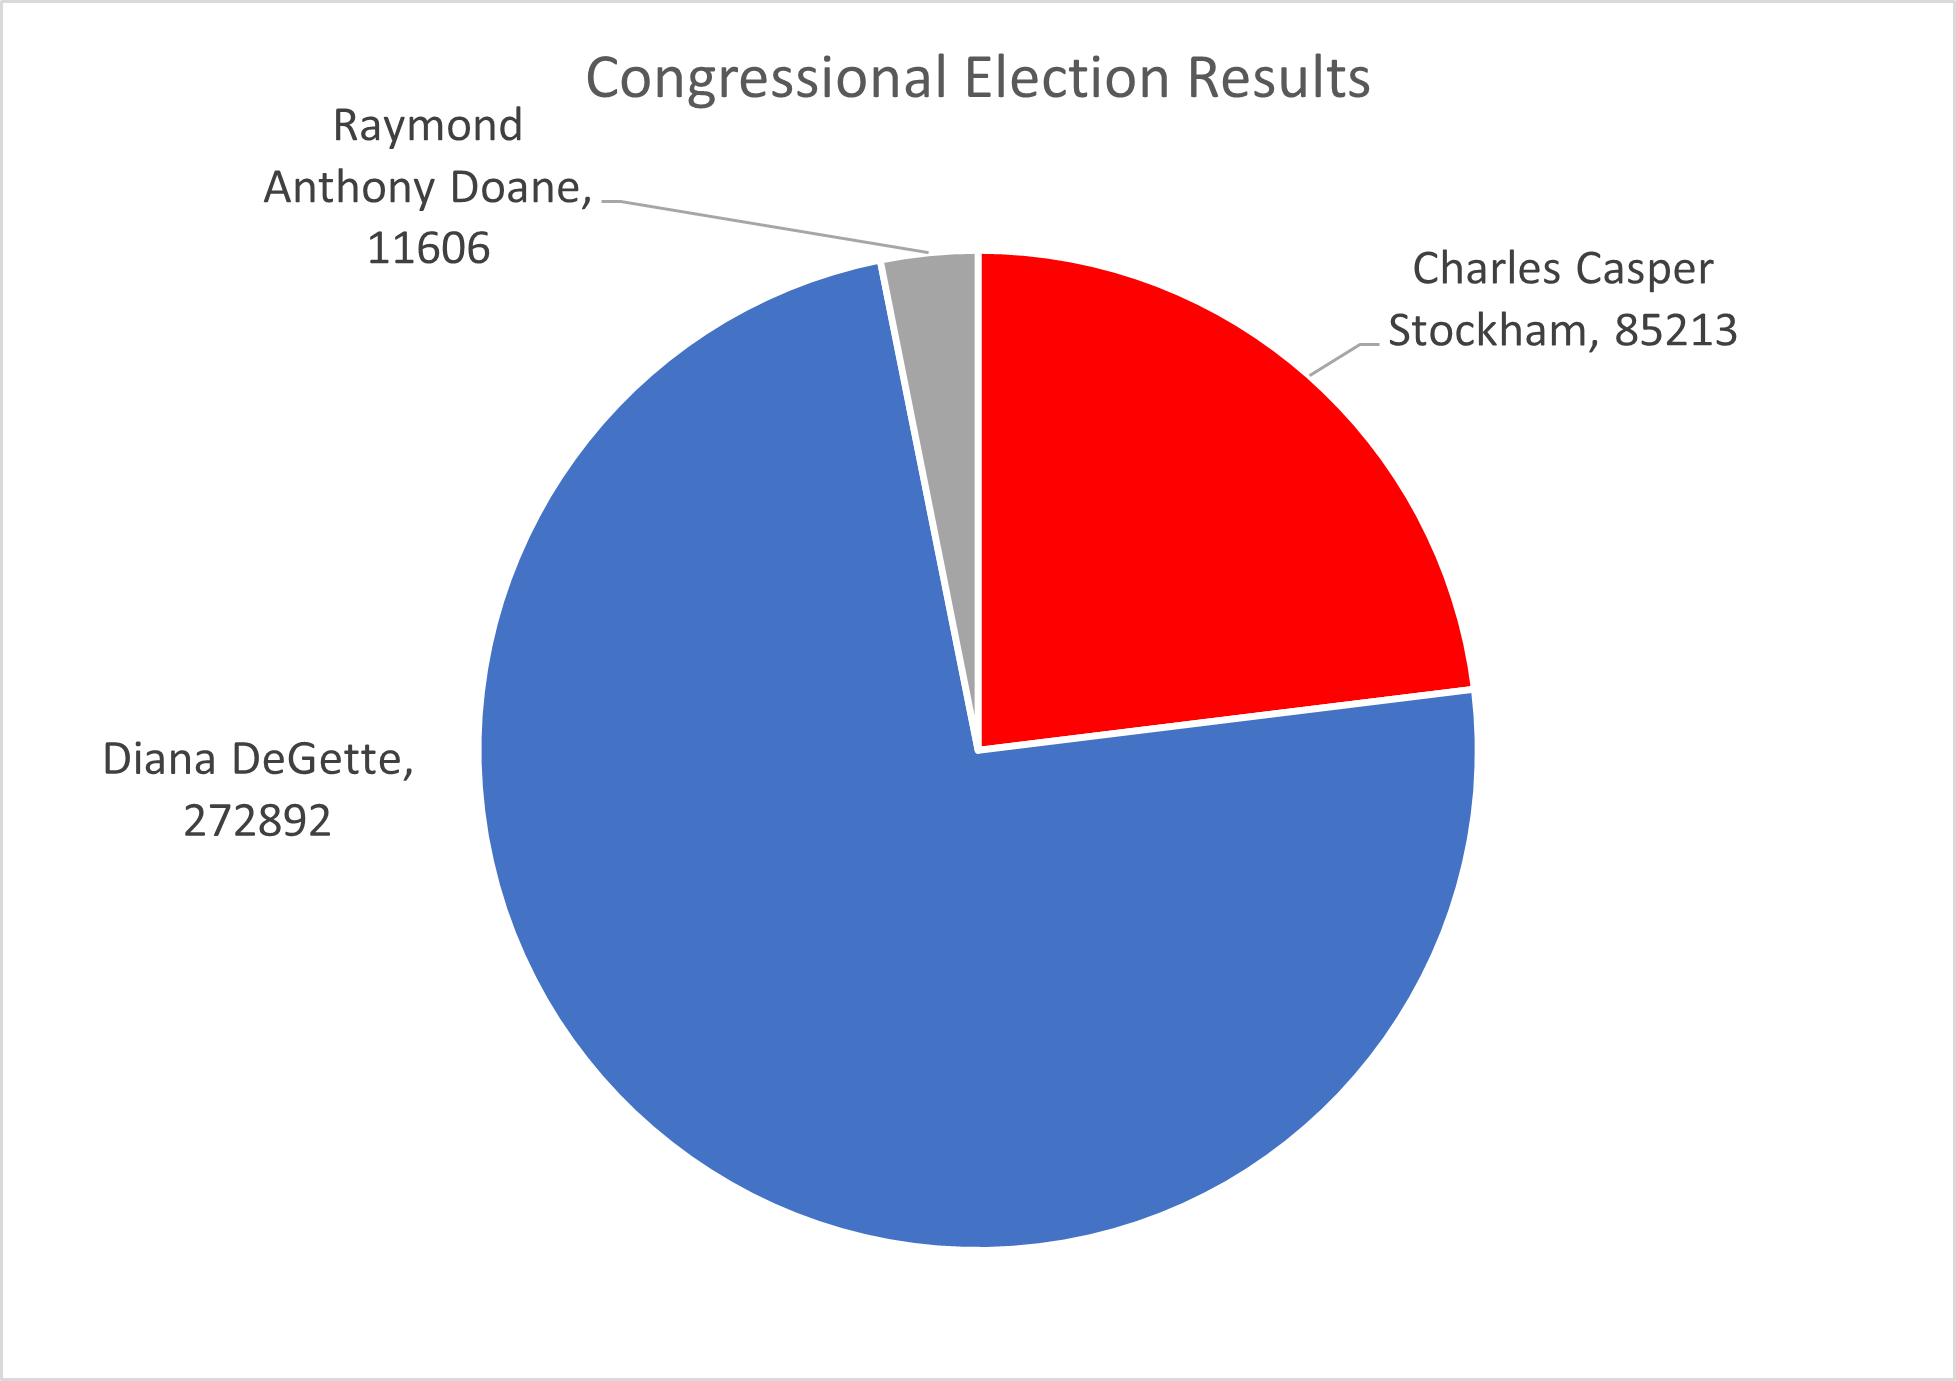 Congressional Election Results
Raymond
Anthony Doane,
11606
Charles Casper
Stockham, 85213
Diana DeGette,
272892